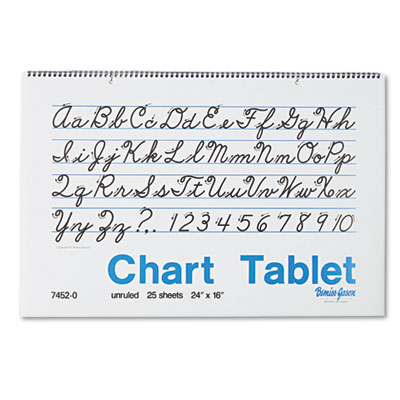 Aa Bb Cc Dd Ee Ff Gg Hh
Ii Jj Kk Ll Mm Nn Oo Pp
Qq Rr Ss Tt Uu Vv Ww Xx
Yy Zz ? . , 1 2 3 4 5 6 7 8 9 10
Chart Tablet
7452-0 unruled 25 sheets 24" x 16"
Bemiss-Jason